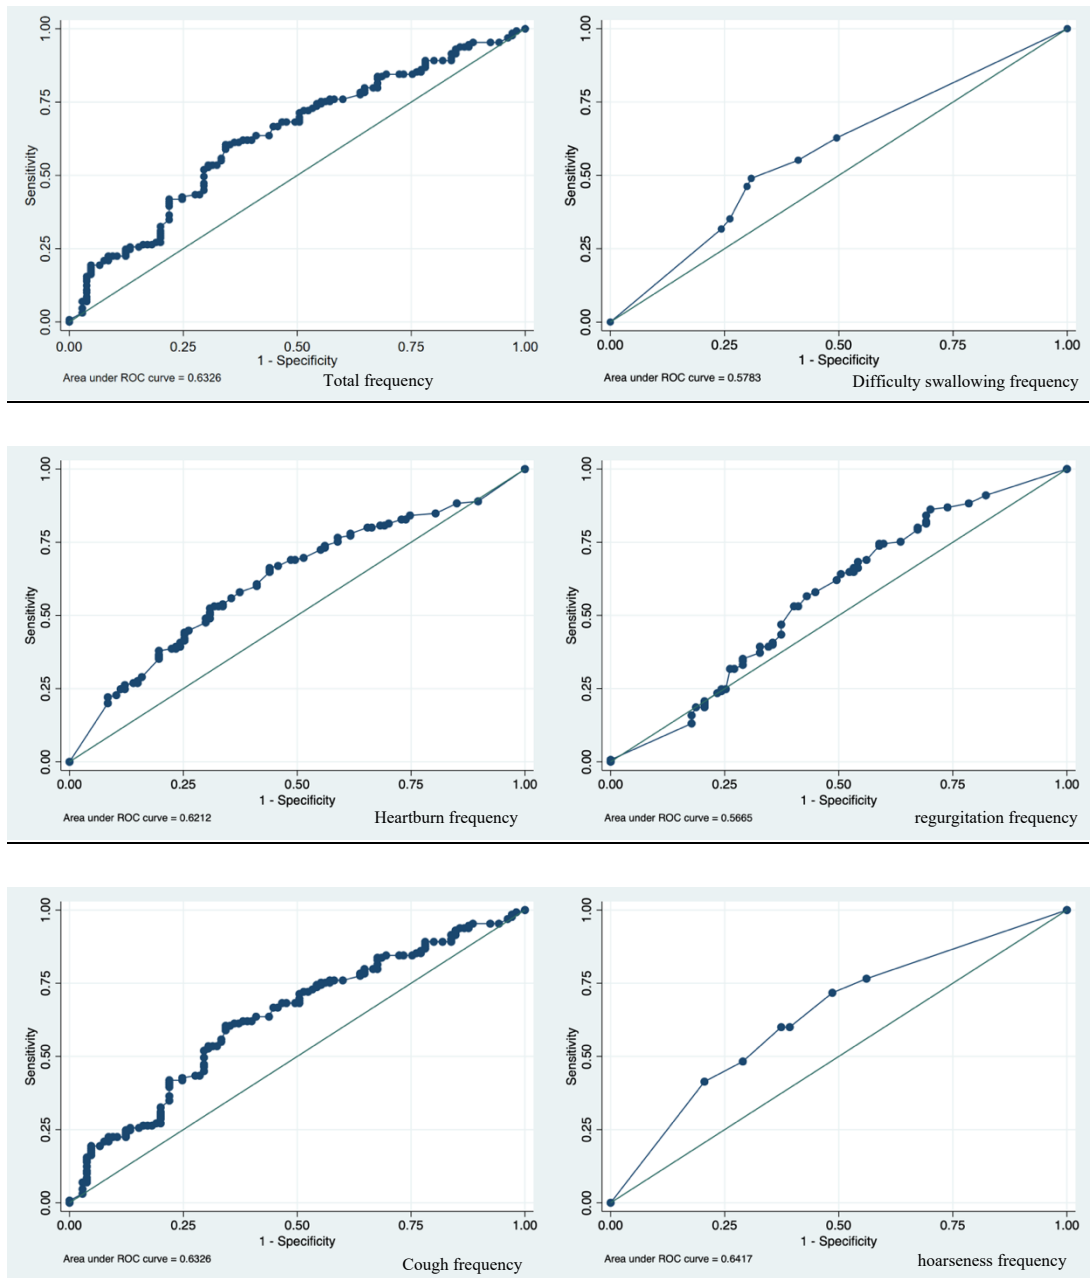 Sensitivity
1.00
0.75
0.50
0.25
0.00
0.00 0.25 0.50 0.75 1.00
1 - Specificity
Area under ROC curve = 0.6326
Total frequency
Sensitivity
1.00
0.75
0.50
0.25
0.00
0.00 0.25 0.50 0.75 1.00
1 - Specificity
Area under ROC curve = 0.5783
Difficulty swallowing frequency
Sensitivity
1.00
0.75
0.50
0.25
0.00
0.00 0.25 0.50 0.75 1.00
1 - Specificity
Area under ROC curve = 0.6212
Heartburn frequency
Sensitivity
1.00
0.75
0.50
0.25
0.00
0.00 0.25 0.50 0.75 1.00
1 - Specificity
Area under ROC curve = 0.5665
regurgitation frequency
Sensitivity
1.00
0.75
0.50
0.25
0.00
0.00 0.25 0.50 0.75 1.00
1 - Specificity
Area under ROC curve = 0.6326
Cough frequency
Sensitivity
1.00
0.75
0.50
0.25
0.00
0.00 0.25 0.50 0.75 1.00
1 - Specificity
Area under ROC curve = 0.6417
hoarseness frequency